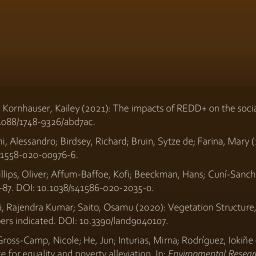 Kornhauser, Kailey (2021): The impacts of REDD+ on the socia
.088/1748-9326/abd7ac.
i, Alessandro; Birdsey, Richard; Bruin, Sytze de; Farina, Mary (
1558-020-00976-6.
llips, Oliver; Affum-Baffoe, Kofi; Beeckman, Hans; Cuní-Sanch
-87. DOI: 10.1038/s41586-020-2035-0.
i, Rajendra Kumar; Saito, Osamu (2020): Vegetation Structure,
ers indicated. DOI: 10.3390/land9040107.
Gross-Camp, Nicole; He, Jun; Inturias, Mirna; Rodríguez, Iokiñe
e for equality and poverty alleviation. In: Environmental Resear